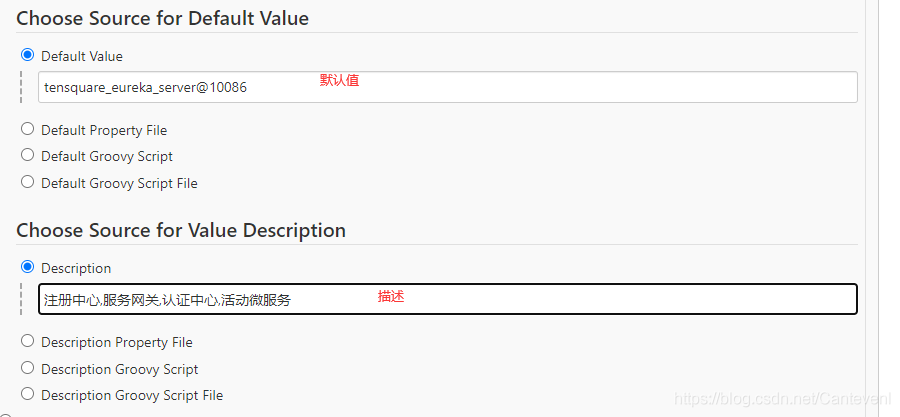 Choose Source for Default Value
Default Value
tensquare_eureka_server@10086 默认值
Default Property File
Default Groovy Script
Default Groovy Script File
Choose Source for Value Description
Description
注册中心,服务网关,认证中心,活动微服务 描述
Description Property File
Description Groovy Script
Description Groovy Script File
https://blog.csdn.net/Cantevenl